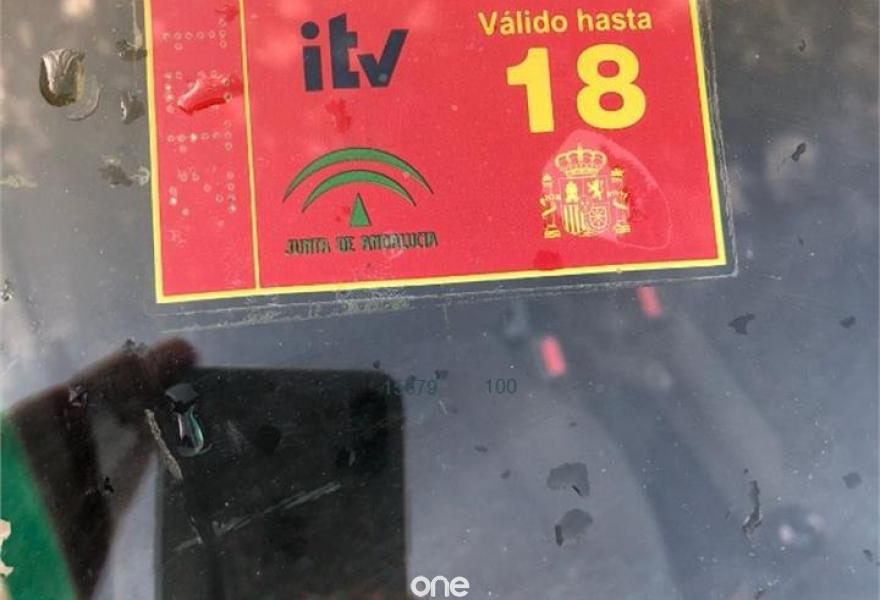 itv
Válido hasta
18
JUNTA DE ANDALUCIA
100
one